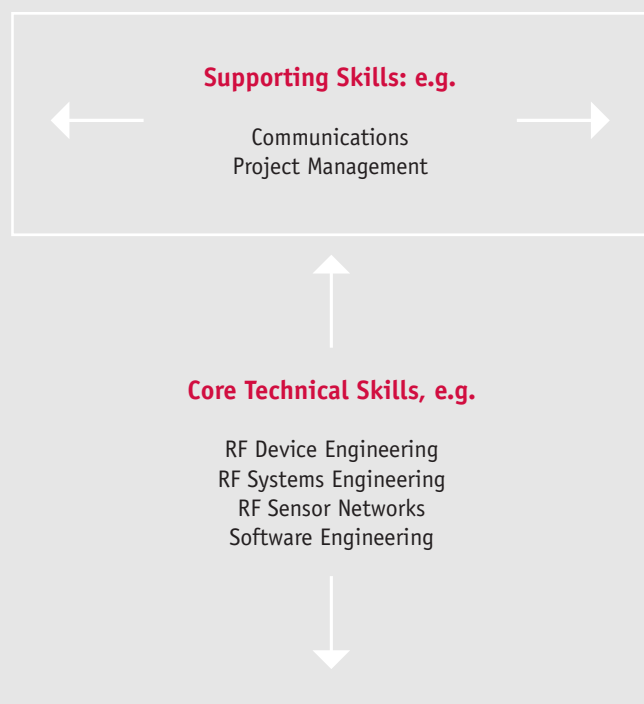 Supporting Skills: e.g.
Communications
Project Management
Core Technical Skills, e.g.
RF Device Engineering
RF Systems Engineering
RF Sensor Networks
Software Engineering